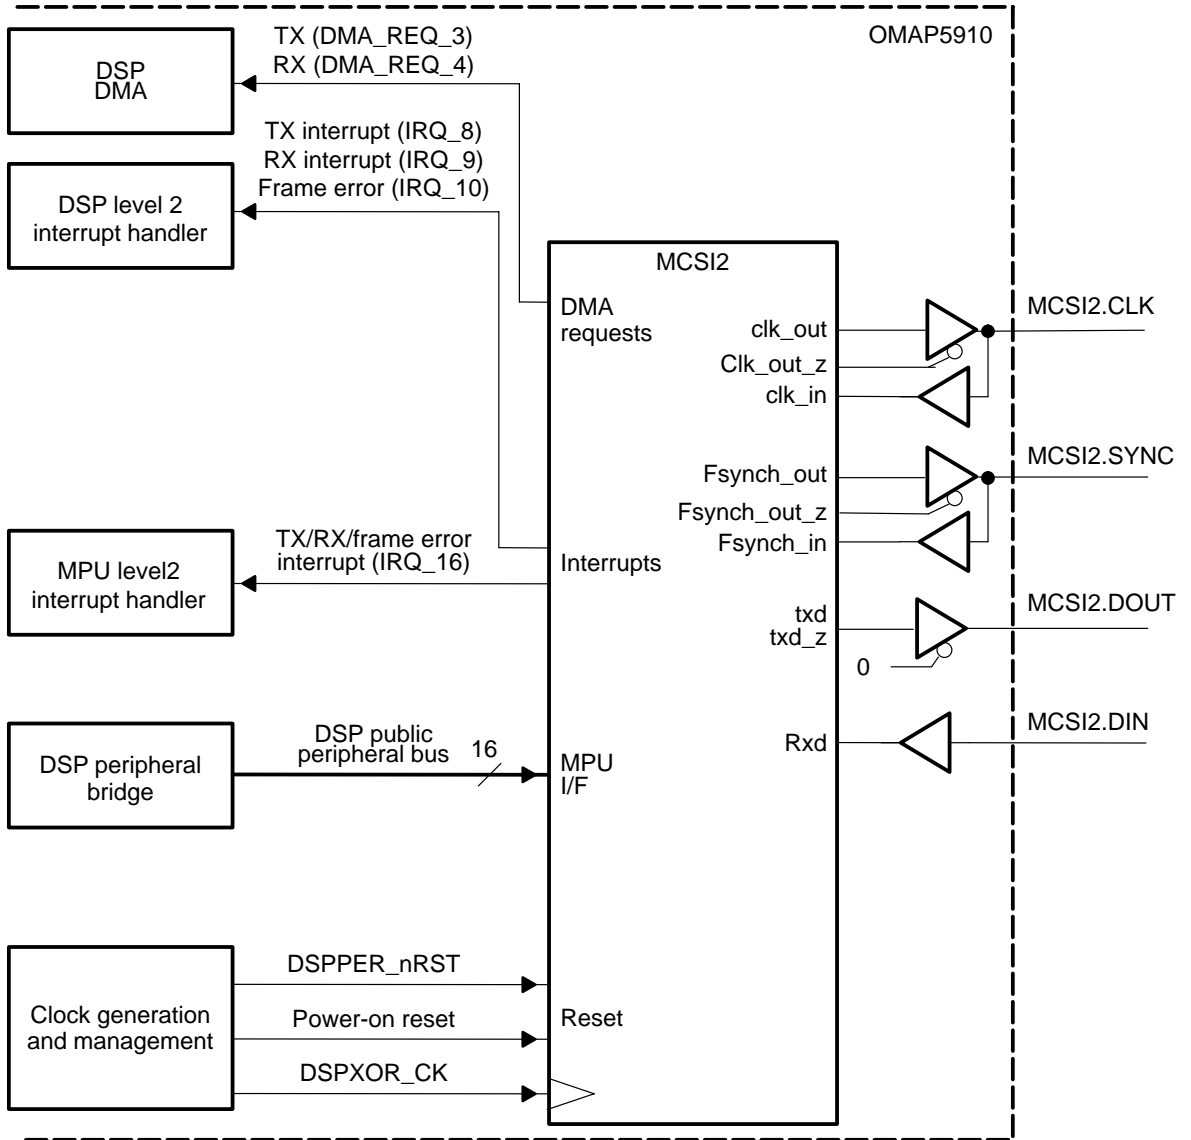 OMAP5910
TX (DMA_REQ_3)
RX (DMA_REQ_4)
DSP
DMA
TX interrupt (IRQ_8)
RX interrupt (IRQ_9)
Frame error (IRQ_10)
DSP level 2
interrupt handler
MCSI2
DMA
requests
clk_out
Clk_out_z
clk_in
MCSI2.CLK
Fsynch_out
Fsynch_out_z
Fsynch_in
MCSI2.SYNC
TX/RX/frame error
interrupt (IRQ_16)
Interrupts
MPU level2
interrupt handler
txd
txd_z
0
MCSI2.DOUT
Rxd
MCSI2.DIN
DSP public
peripheral bus
16
MPU
I/F
DSP peripheral
bridge
DSPPER_nRST
Power-on reset
DSPXOR_CK
Reset
Clock generation
and management